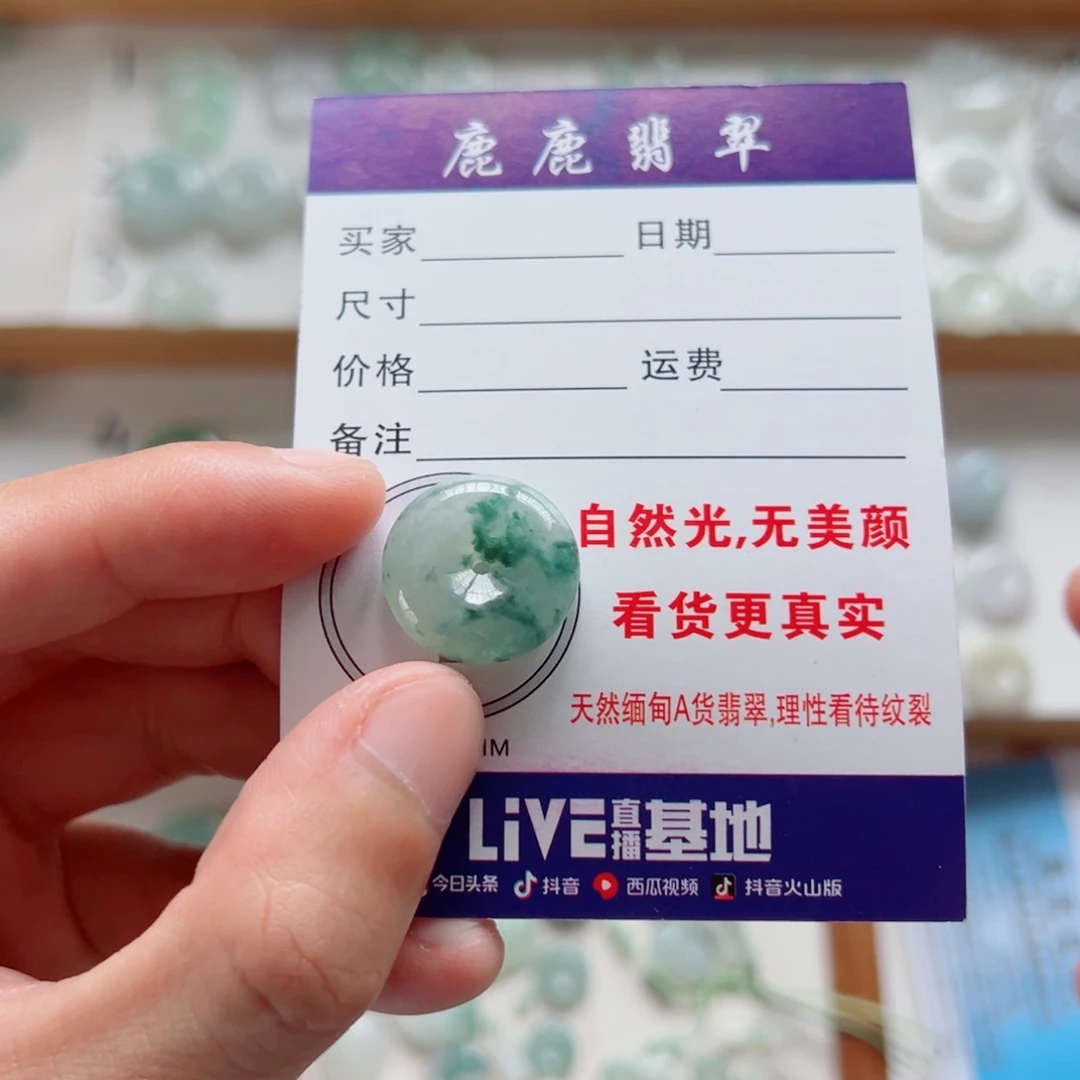 鹿鹿翡翠
买家 日期
尺寸
价格 运费
备注
自然光,无美颜
看货更真实
天然缅甸A货翡翠,理性看待纹裂
LiVE直播基地
今日头条 抖音 西瓜视频 抖音火山版